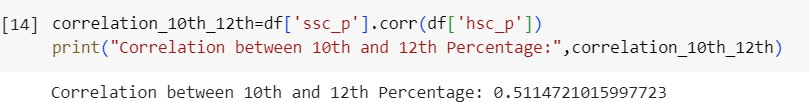 [14] correlation_10th_12th=df['ssc_p'].corr(df['hsc_p'])
print("Correlation between 10th and 12th Percentage:",correlation_10th_12th)
Correlation between 10th and 12th Percentage: 0.5114721015997723